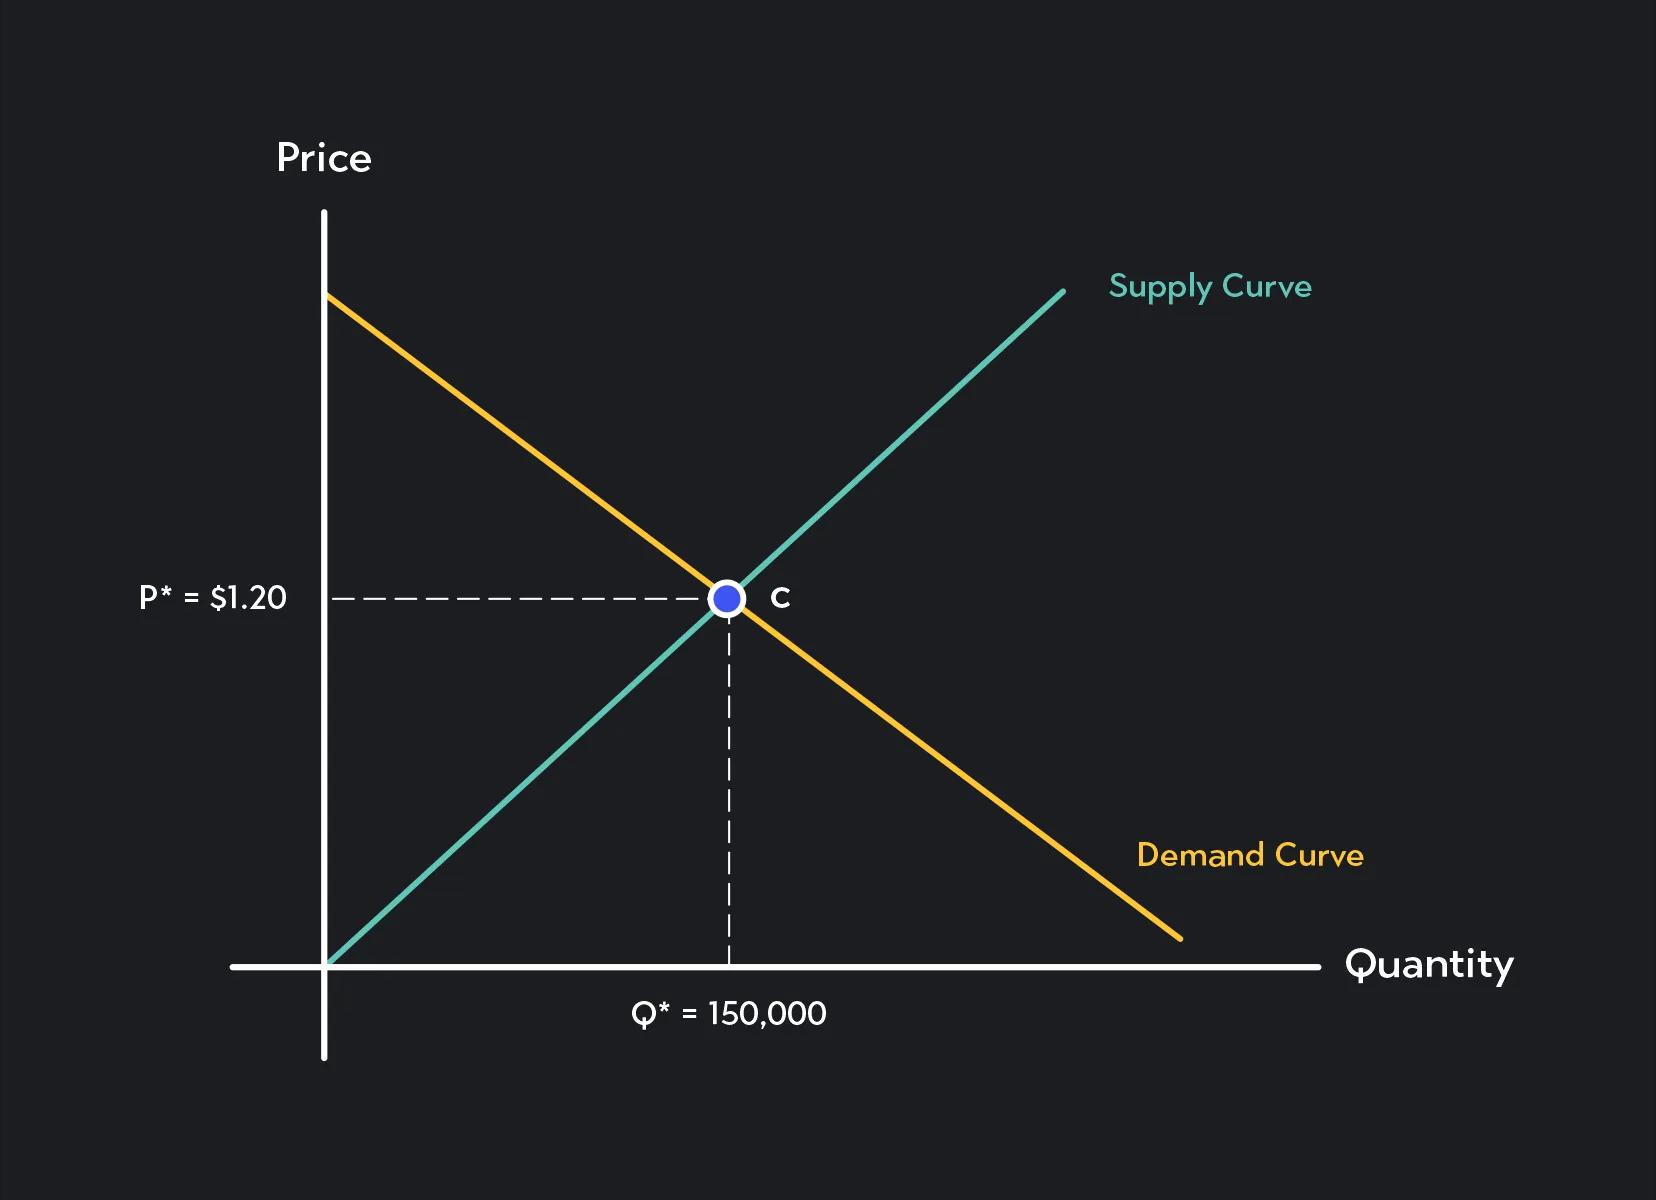 Price
Supply Curve
P* = $1.20
C
Demand Curve
Quantity
Q* = 150,000